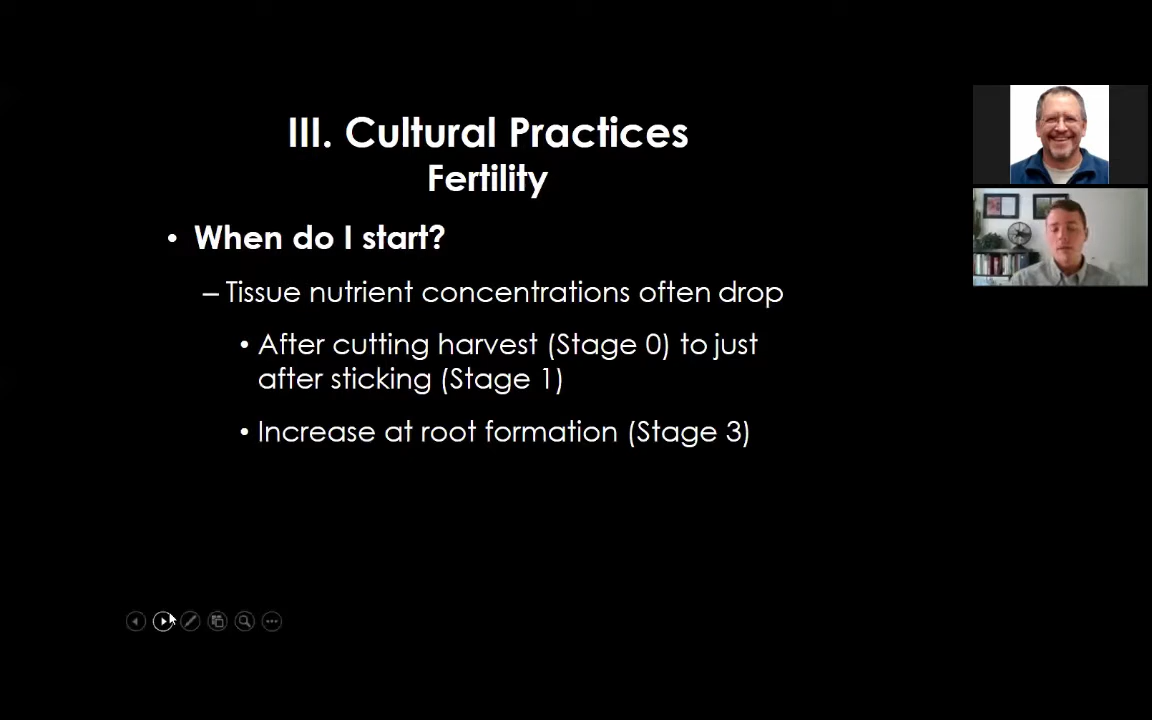 III. Cultural Practices
Fertility
• When do I start?
– Tissue nutrient concentrations often drop
• After cutting harvest (Stage 0) to just
after sticking (Stage 1)
• Increase at root formation (Stage 3)